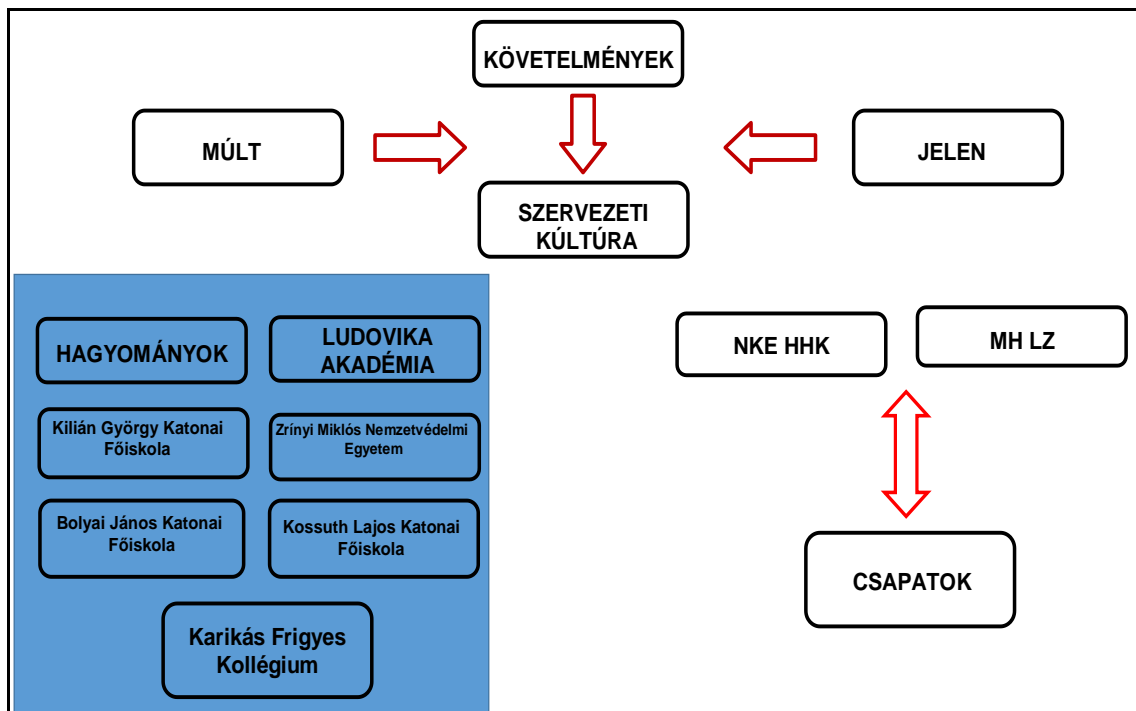 KÖVETELMÉNYEK
MÚLT
JELEN
SZERVEZETI
KÚLTÚRA
HAGYOMÁNYOK
LUDOVIKA
AKADÉMIA
NKE HHK
MH LZ
Kilián György Katonai
Főiskola
Zrínyi Miklós Nemzetvédelmi
Egyetem
Bolyai János Katonai
Főiskola
Kossuth Lajos Katonai
Főiskola
CSAPATOK
Karikás Frigyes
Kollégium